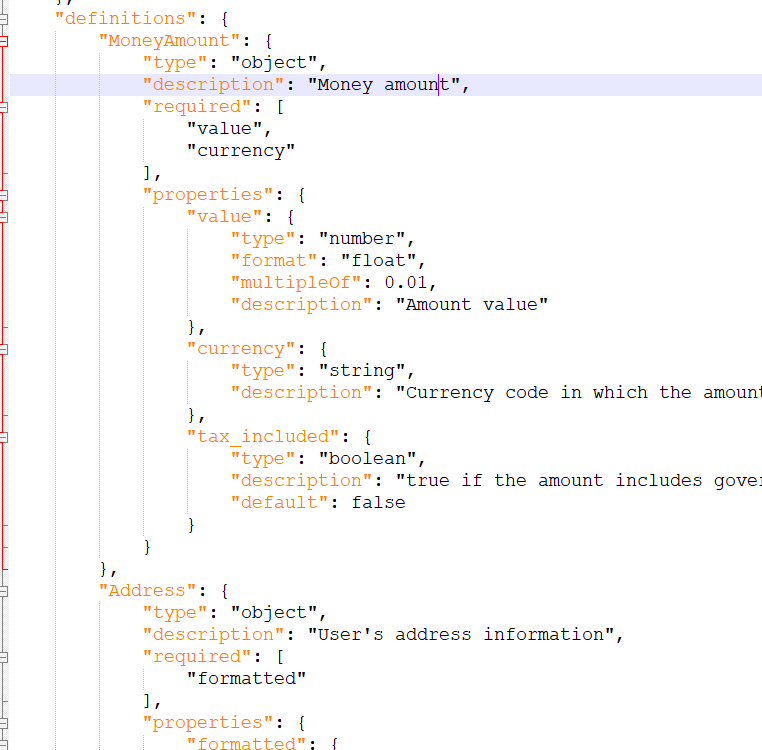 },
"definitions": {
"MoneyAmount": {
"type": "object",
"description": "Money amount",
"required": [
"value",
"currency"
],
"properties": {
"value": {
"type": "number",
"format": "float",
"multipleOf": 0.01,
"description": "Amount value"
},
"currency": {
"type": "string",
"description": "Currency code in which the amount
},
"tax_included": {
"type": "boolean",
"description": "true if the amount includes gover
"default": false
}
}
},
"Address": {
"type": "object",
"description": "User's address information",
"required": [
"formatted"
],
"properties": {
"formatted": {